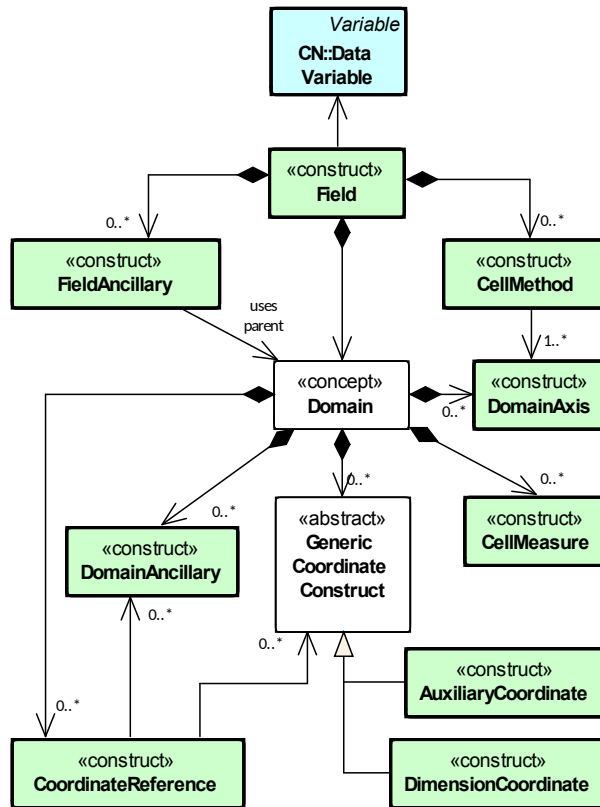 Variable
CN::Data
Variable
«construct»
Field
0..*
0..*
«construct»
FieldAncillary
«construct»
CellMethod
uses
parent
1..*
«concept»
Domain
0..*
«construct»
DomainAxis
0..*
0..*
0..*
«construct»
DomainAncillary
«abstract»
Generic
Coordinate
Construct
«construct»
CellMeasure
0..*
0..*
«construct»
AuxiliaryCoordinate
0..*
«construct»
CoordinateReference
«construct»
DimensionCoordinate